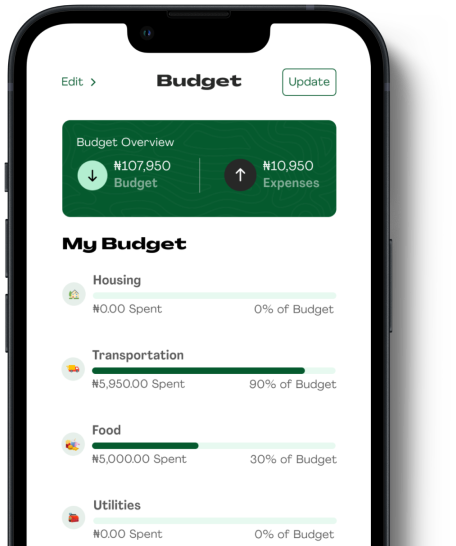 Edit >
Budget
Update
Budget Overview
₦107,950
Budget
₦10,950
Expenses
My Budget
Housing
₦0.00 Spent
0% of Budget
Transportation
₦5,950.00 Spent
90% of Budget
Food
₦5,000.00 Spent
30% of Budget
Utilities
₦0.00 Spent
0% of Budget